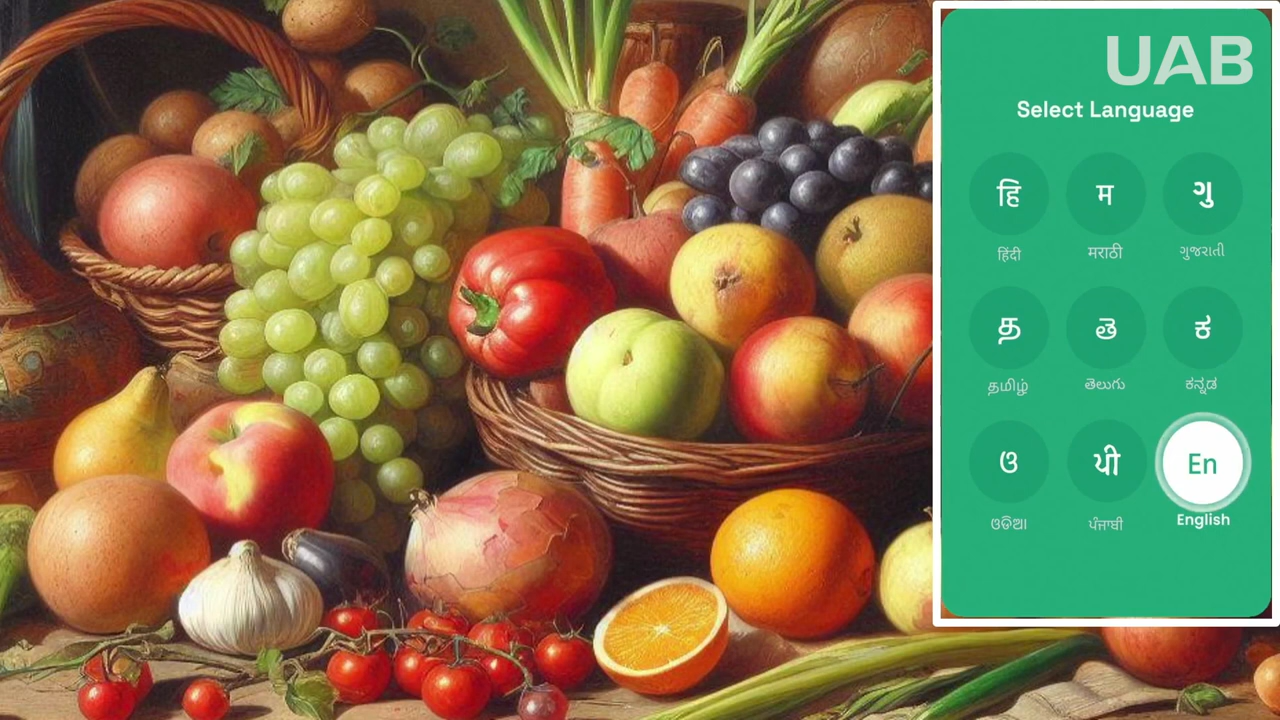 UAB
Select Language
हि म ગુ
हिंदी मराठी ગુજરાતી
த తె ಕ
தமிழ் తెలుగు ಕನ್ನಡ
ଓ ਪੀ En
ଓଡିଆ ਪੰਜਾਬੀ English